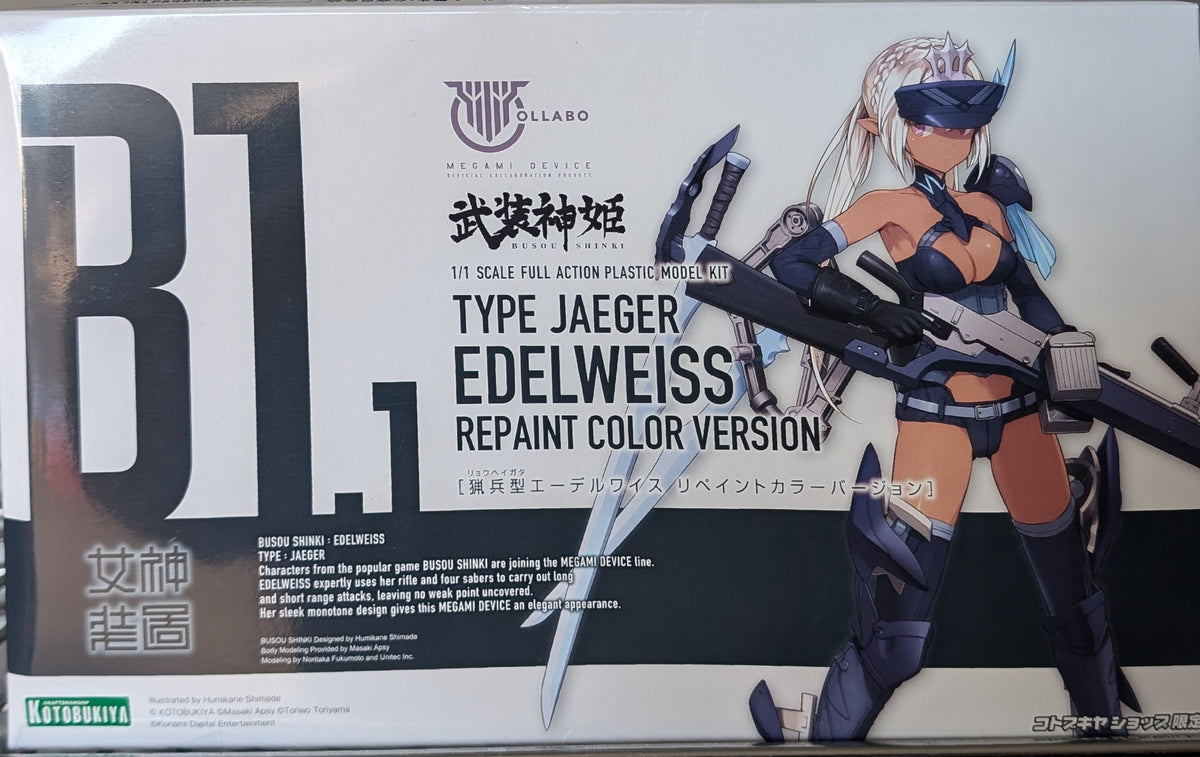 B1.1
COLLABO
MEGAMI DEVICE
OFFICIAL COLLABORATION PRODUCT
武装神姫
BUSOU SHINKI
1/1 SCALE FULL ACTION PLASTIC MODEL KIT
TYPE JAEGER
EDELWEISS
REPAINT COLOR VERSION
リョウヘイガタ
[猟兵型エーデルワイス リペイントカラーバージョン]
BUSOU SHINKI : EDELWEISS
TYPE : JAEGER
Characters from the popular game BUSOU SHINKI are joining the MEGAMI DEVICE line.
EDELWEISS expertly uses her rifle and four sabers to carry out long
and short range attacks, leaving no weak point uncovered.
Her sleek monotone design gives this MEGAMI DEVICE an elegant appearance.
女神
装置
BUSOU SHINKI Designed by Humikane Shimada
Body Modeling Provided by Masaki Apsy
Modeling by Noritaka Fukumoto and Unitec Inc.
CRAFTSMANSHIP
KOTOBUKIYA
Illustrated by Humikane Shimada
© KOTOBUKIYA ©Masaki Apsy ©Toriwo Toriyama
©Konami Digital Entertainment
コトブキヤ ショップス 限定